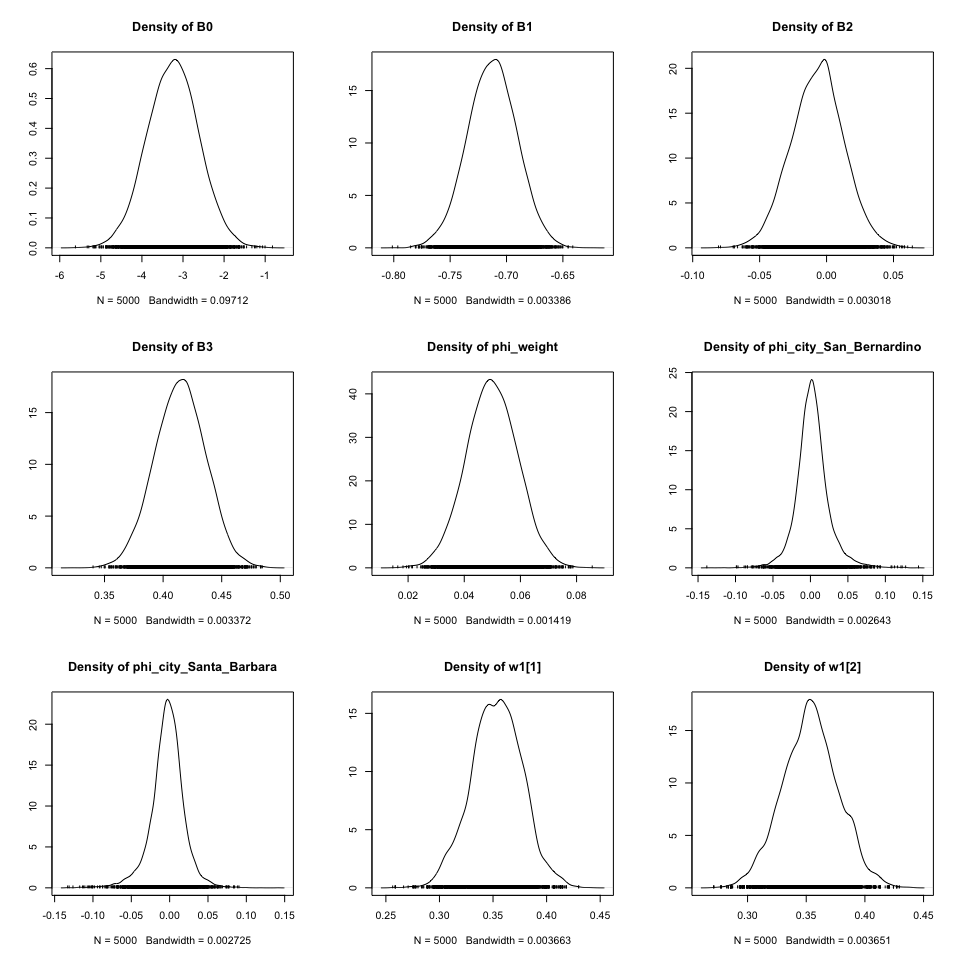 Density of B0 Density of B1 Density of B2
0.0 0.1 0.2 0.3 0.4 0.5 0.6
0 5 10 15
0 5 10 15 20
-6 -5 -4 -3 -2 -1
-0.80 -0.75 -0.70 -0.65
-0.10 -0.05 0.00 0.05
N = 5000 Bandwidth = 0.09712
N = 5000 Bandwidth = 0.003386
N = 5000 Bandwidth = 0.003018
Density of B3 Density of phi_weight Density of phi_city_San_Bernardino
0 5 10 15
0 10 20 30 40
0 5 10 15 20 25
0.35 0.40 0.45 0.50
0.02 0.04 0.06 0.08
-0.15 -0.10 -0.05 0.00 0.05 0.10 0.15
N = 5000 Bandwidth = 0.003372
N = 5000 Bandwidth = 0.001419
N = 5000 Bandwidth = 0.002643
Density of phi_city_Santa_Barbara Density of w1[1] Density of w1[2]
0 5 10 15 20
0 5 10 15
0 5 10 15
-0.15 -0.10 -0.05 0.00 0.05 0.10 0.15
0.25 0.30 0.35 0.40 0.45
0.30 0.35 0.40 0.45
N = 5000 Bandwidth = 0.002725
N = 5000 Bandwidth = 0.003663
N = 5000 Bandwidth = 0.003651